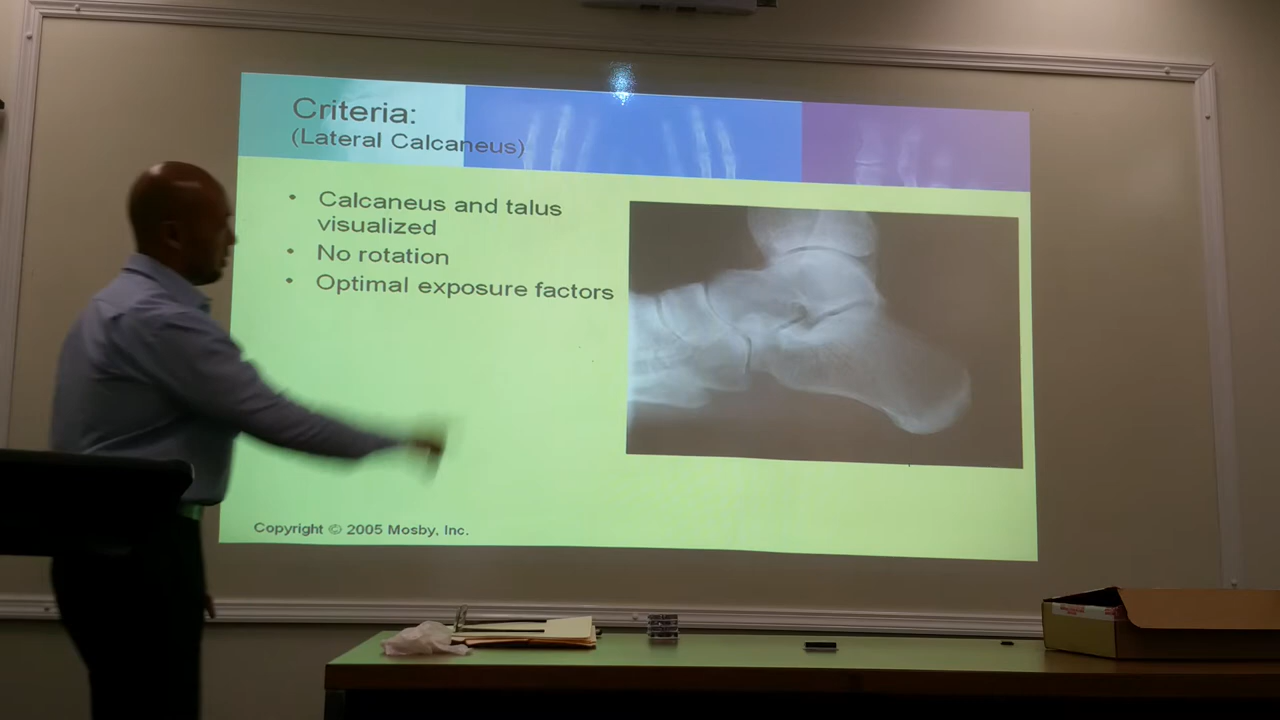 Criteria:
(Lateral Calcaneus)
• Calcaneus and talus
visualized
• No rotation
• Optimal exposure factors
Copyright © 2005 Mosby, Inc.